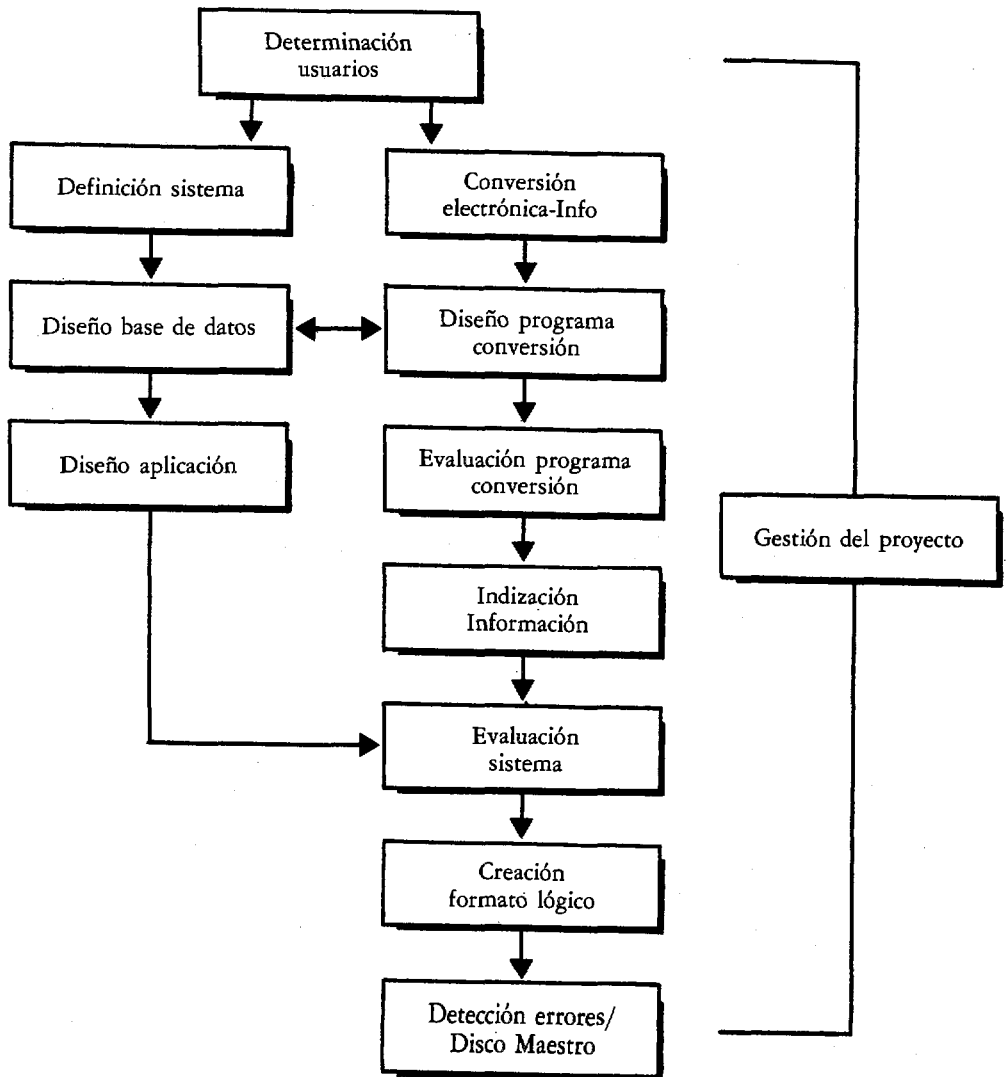 Determinación
usuarios
Definición sistema
Conversión
electrónica-Info
Diseño base de datos
Diseño programa
conversión
Diseño aplicación
Evaluación programa
conversión
Gestión del proyecto
Indización
Información
Evaluación
sistema
Creación
formato lógico
Detección errores/
Disco Maestro